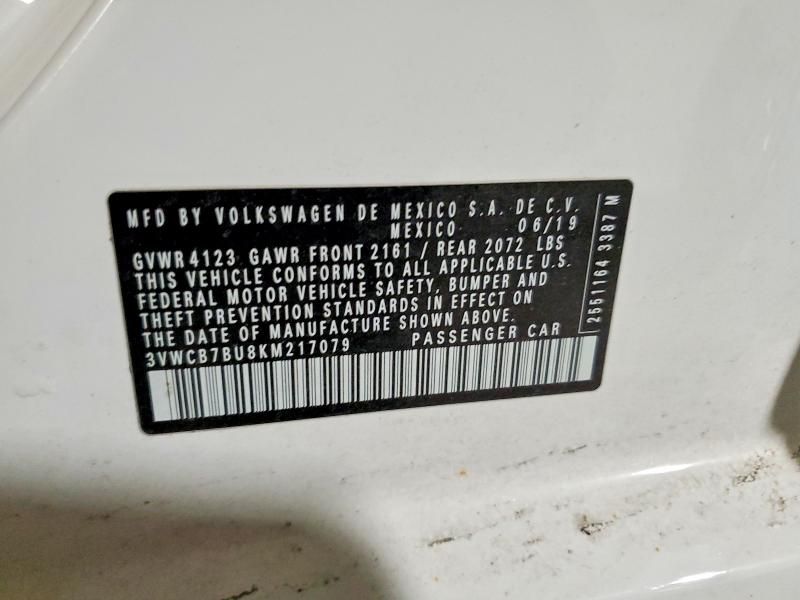 MFD BY VOLKSWAGEN DE MEXICO S.A. DE C.V.
MEXICO 06/19
GVWR 4123 GAWR FRONT 2161 / REAR 2072 LBS
THIS VEHICLE CONFORMS TO ALL APPLICABLE U.S.
FEDERAL MOTOR VEHICLE SAFETY, BUMPER AND
THEFT PREVENTION STANDARDS IN EFFECT ON
THE DATE OF MANUFACTURE SHOWN ABOVE.
3VWCB7BU8KM217079 PASSENGER CAR
2551164 3387 M